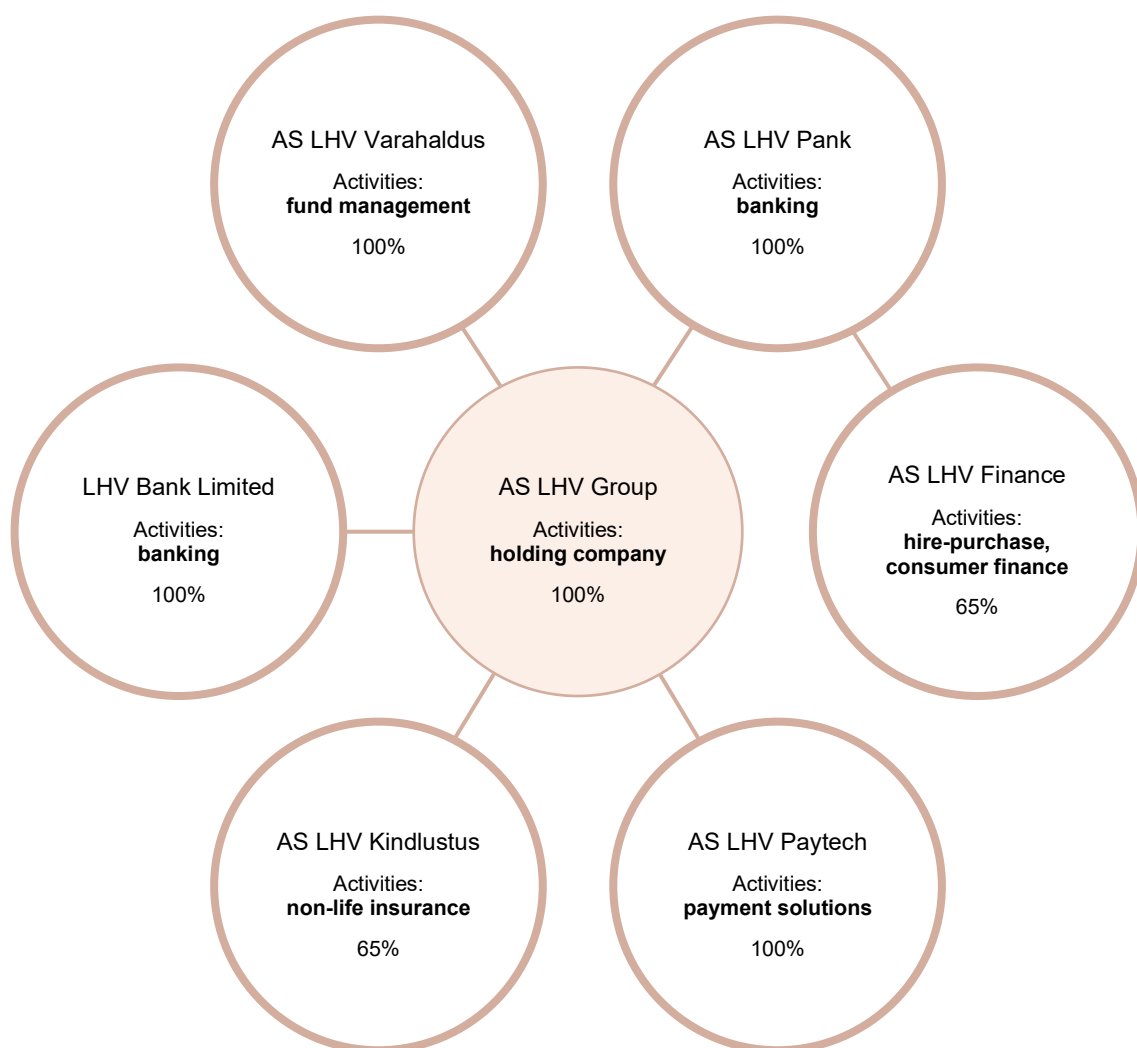 AS LHV Varahaldus
Activities:
fund management
100%
AS LHV Pank
Activities:
banking
100%
LHV Bank Limited
Activities:
banking
100%
AS LHV Group
Activities:
holding company
100%
AS LHV Finance
Activities:
hire-purchase,
consumer finance
65%
AS LHV Kindlustus
Activities:
non-life insurance
65%
AS LHV Paytech
Activities:
payment solutions
100%